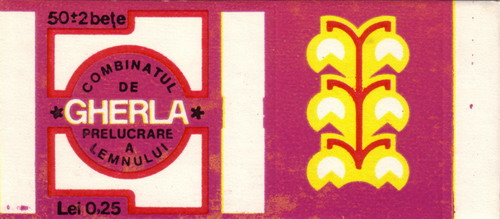 50±2 bețe
COMBINATUL
DE
*GHERLA*
PRELUCRARE
A
LEMNULUI
Lei 0,25